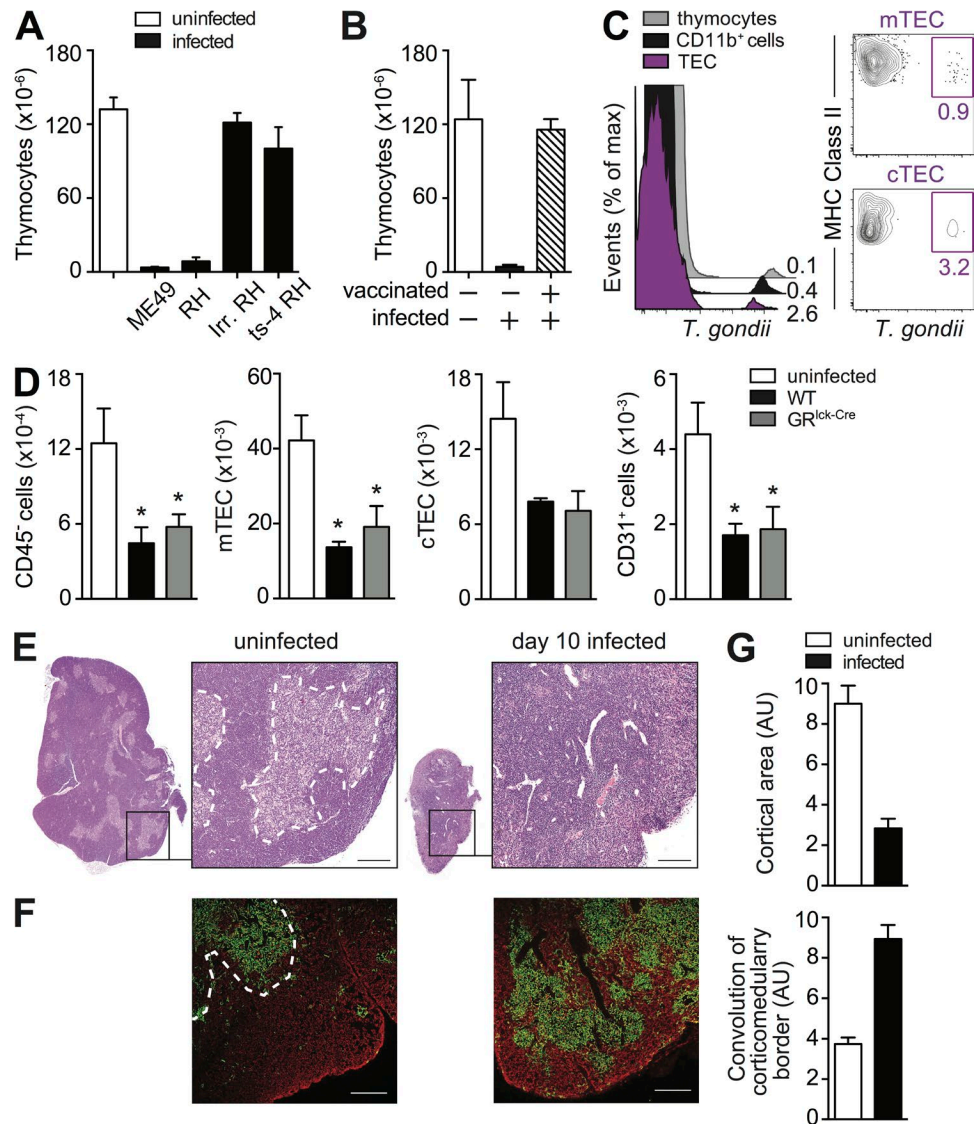 A
uninfected
infected
Thymocytes (x10-6)
180
120
60
0
ME49
RH
Irr. RH
ts-4 RH
B
Thymocytes (x10-6)
180
120
60
0
vaccinated − − +
infected − + +
C
thymocytes
CD11b+ cells
TEC
Events (% of max)
0.1
0.4
2.6
T. gondii
MHC Class II
mTEC
0.9
cTEC
3.2
T. gondii
D
CD45- cells (x10-4)
18
12
6
0
* *
mTEC (x10-3)
60
40
20
0
* *
cTEC (x10-3)
18
12
6
0
CD31+ cells (x10-3)
6
4
2
0
* *
uninfected
WT
GRlck-Cre
E
uninfected
day 10 infected
F
G
uninfected
infected
Cortical area (AU)
10
8
6
4
2
0
Convolution of
corticomedularry
border (AU)
10
8
6
4
2
0